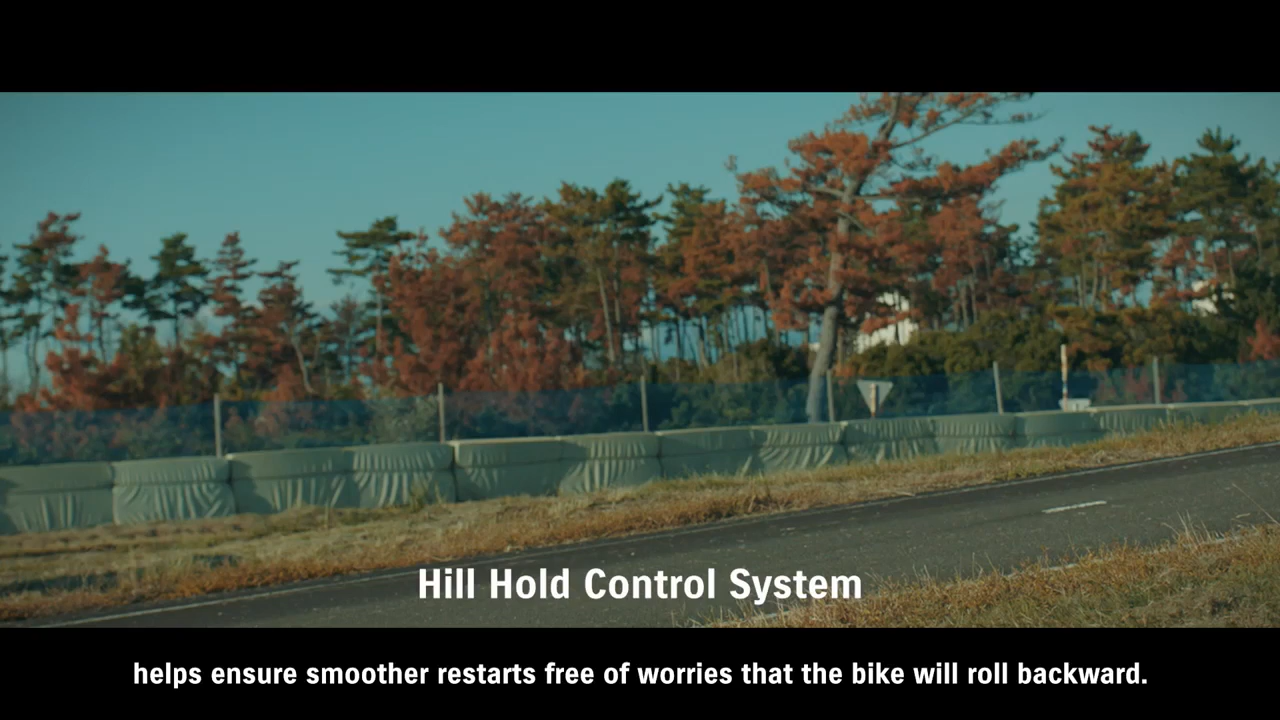 Hill Hold Control System
helps ensure smoother restarts free of worries that the bike will roll backward.